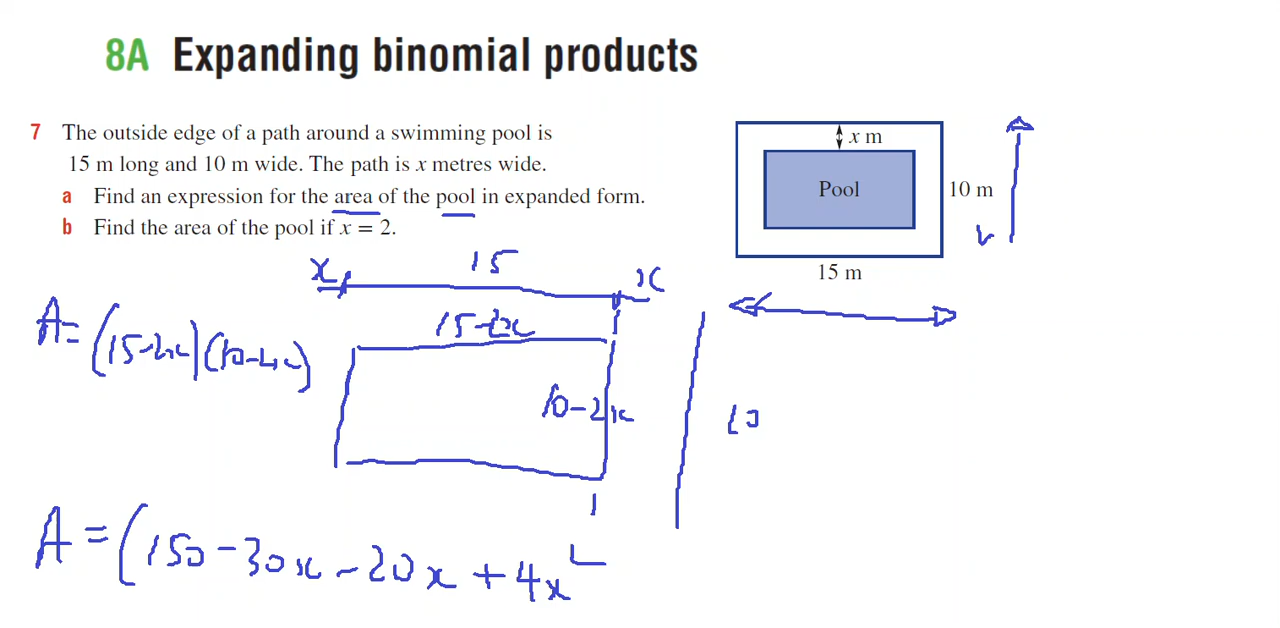 8A Expanding binomial products
7 The outside edge of a path around a swimming pool is
15 m long and 10 m wide. The path is x metres wide.
a Find an expression for the area of the pool in expanded form.
b Find the area of the pool if x = 2.
x m
Pool
10 m
15 m
x 15 x
15-2x
A= (15-2x)(10-2x)
10-2x
10
A=(150-30x-20x+4x²